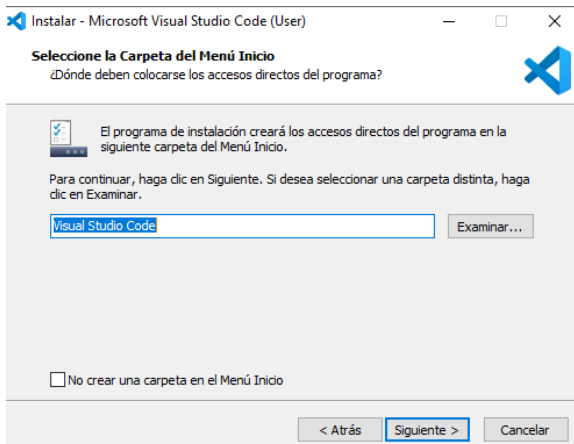 Instalar - Microsoft Visual Studio Code (User)
Seleccione la Carpeta del Menú Inicio
¿Dónde deben colocarse los accesos directos del programa?
El programa de instalación creará los accesos directos del programa en la
siguiente carpeta del Menú Inicio.
Para continuar, haga clic en Siguiente. Si desea seleccionar una carpeta distinta, haga
clic en Examinar.
Visual Studio Code
Examinar...
No crear una carpeta en el Menú Inicio
< Atrás
Siguiente >
Cancelar